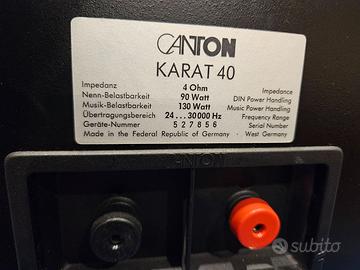 CANTON
KARAT 40
Impedanz 4 Ohm Impedance
Nenn-Belastbarkeit 90 Watt DIN Power Handling
Musik-Belastbarkeit 130 Watt Music Power Handling
Übertragungsbereich 24...30000 Hz Frequency Range
Geräte-Nummer 527856 Serial Number
Made in the Federal Republic of Germany · West Germany
CANTON
subito